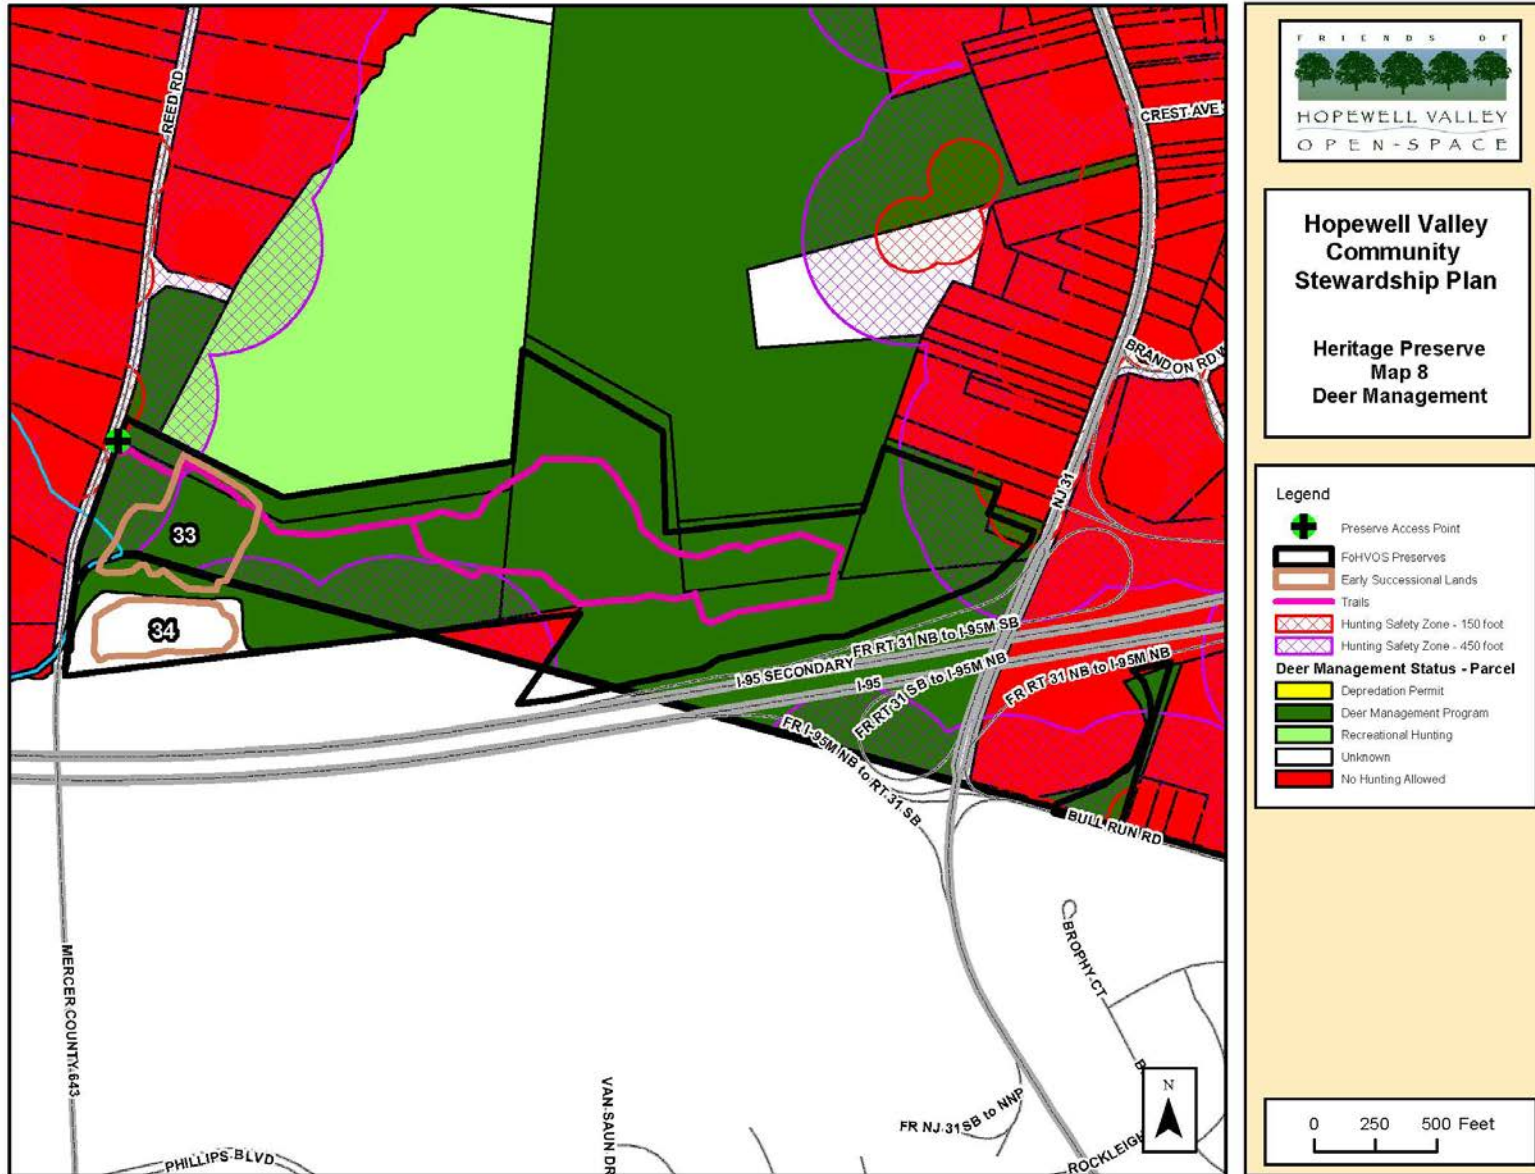 REED RD
CREST AVE
BRANDON RD W
NJ 31
33
34
FR RT 31 NB to I-95M SB
I-95 SECONDARY
I-95
FR RT 31 SB to I-95M NB
FR RT 31 NB to I-95M NB
FR I-95M NB to RT 31 SB
BULL RUN RD
MERCER COUNTY 643
BROPHY CT
B
VAN SAUN DR
FR NJ 31 SB to NNP
PHILLIPS BLVD
ROCKLEIGH
N
FRIENDS OF
HOPEWELL VALLEY
OPEN-SPACE
Hopewell Valley
Community
Stewardship Plan
Heritage Preserve
Map 8
Deer Management
Legend
Preserve Access Point
FoHVOS Preserves
Early Successional Lands
Trails
Hunting Safety Zone - 150 foot
Hunting Safety Zone - 450 foot
Deer Management Status - Parcel
Depredation Permit
Deer Management Program
Recreational Hunting
Unknown
No Hunting Allowed
0 250 500 Feet